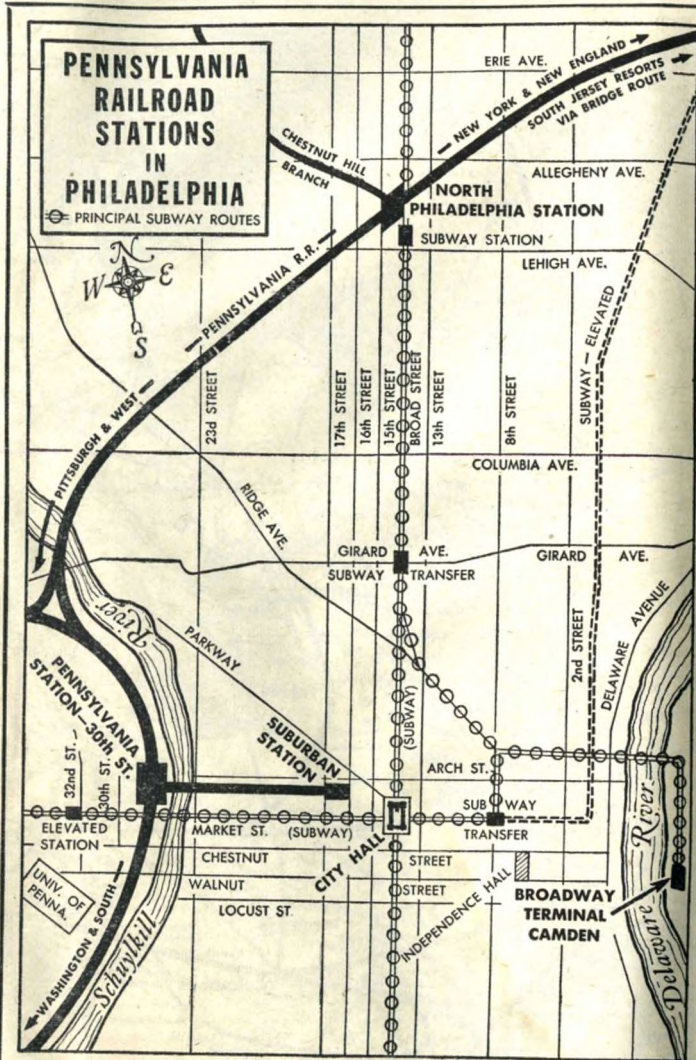 PENNSYLVANIA
RAILROAD
STATIONS
IN
PHILADELPHIA
PRINCIPAL SUBWAY ROUTES
N
W E
S
ERIE AVE.
NEW YORK & NEW ENGLAND
SOUTH JERSEY RESORTS
VIA BRIDGE ROUTE
CHESTNUT HILL
BRANCH
ALLEGHENY AVE.
NORTH
PHILADELPHIA STATION
SUBWAY STATION
LEHIGH AVE.
PENNSYLVANIA R.R.
SUBWAY - ELEVATED
PITTSBURGH & WEST
23d STREET
17th STREET
16th STREET
15th STREET
BROAD STREET
13th STREET
8th STREET
COLUMBIA AVE.
RIDGE AVE.
GIRARD AVE.
SUBWAY TRANSFER
GIRARD AVE.
River
PARKWAY
2nd STREET
DELAWARE AVENUE
PENNSYLVANIA
STATION—30th ST.
SUBURBAN
STATION
(SUBWAY)
32nd ST.
30th ST.
ARCH ST.
SUBWAY
TRANSFER
ELEVATED
STATION
MARKET ST. (SUBWAY)
CITY HALL
CHESTNUT STREET
WALNUT STREET
LOCUST ST.
UNIV. OF
PENNA.
INDEPENDENCE HALL
BROADWAY
TERMINAL
CAMDEN
WASHINGTON & SOUTH
Schuylkill
Delaware River